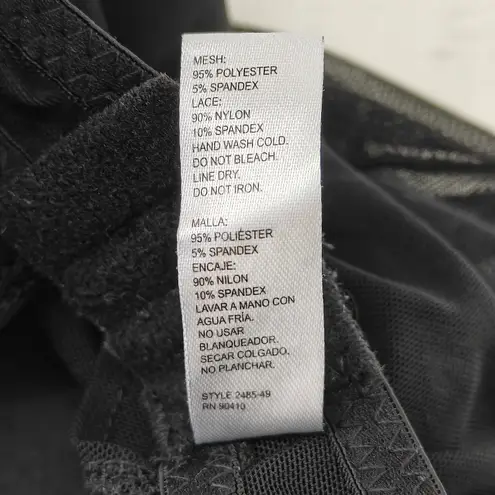 MESH:
95% POLYESTER
5% SPANDEX
LACE:
90% NYLON
10% SPANDEX
HAND WASH COLD.
DO NOT BLEACH.
LINE DRY.
DO NOT IRON.
MALLA:
95% POLIÉSTER
5% SPANDEX
ENCAJE:
90% NILON
10% SPANDEX
LAVAR A MANO CON
AGUA FRÍA.
NO USAR
BLANQUEADOR.
SECAR COLGADO.
NO PLANCHAR.
STYLE 2485-49
RN 90410